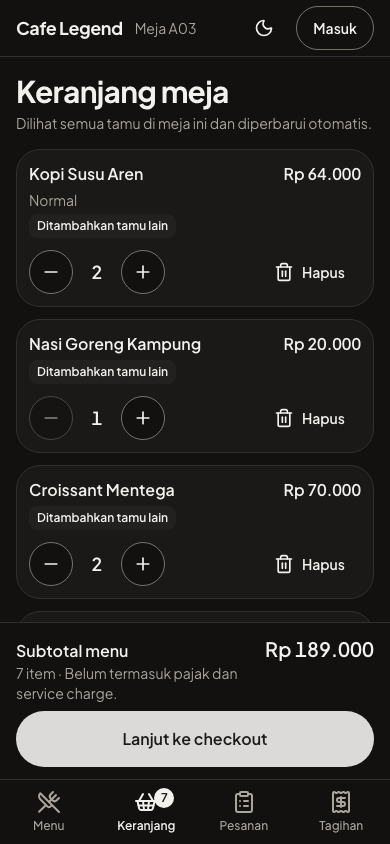 Cafe Legend Meja A03 Masuk
Keranjang meja
Dilihat semua tamu di meja ini dan diperbarui otomatis.
Kopi Susu Aren Rp 64.000
Normal
Ditambahkan tamu lain
2 Hapus
Nasi Goreng Kampung Rp 20.000
Ditambahkan tamu lain
1 Hapus
Croissant Mentega Rp 70.000
Ditambahkan tamu lain
2 Hapus
Subtotal menu Rp 189.000
7 item · Belum termasuk pajak dan
service charge.
Lanjut ke checkout
7
Menu Keranjang Pesanan Tagihan